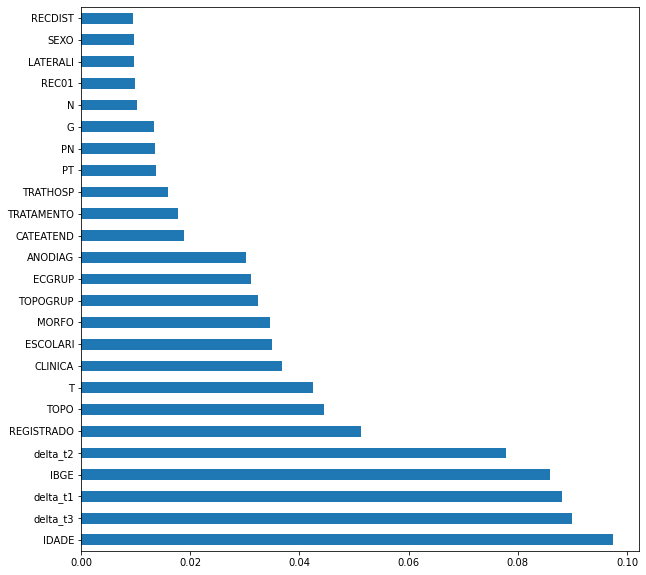 RECDIST
SEXO
LATERALI
REC01
N
G
PN
PT
TRATHOSP
TRATAMENTO
CATEATEND
ANODIAG
ECGRUP
TOPOGRUP
MORFO
ESCOLARI
CLINICA
T
TOPO
REGISTRADO
delta_t2
IBGE
delta_t1
delta_t3
IDADE
0.00 0.02 0.04 0.06 0.08 0.10